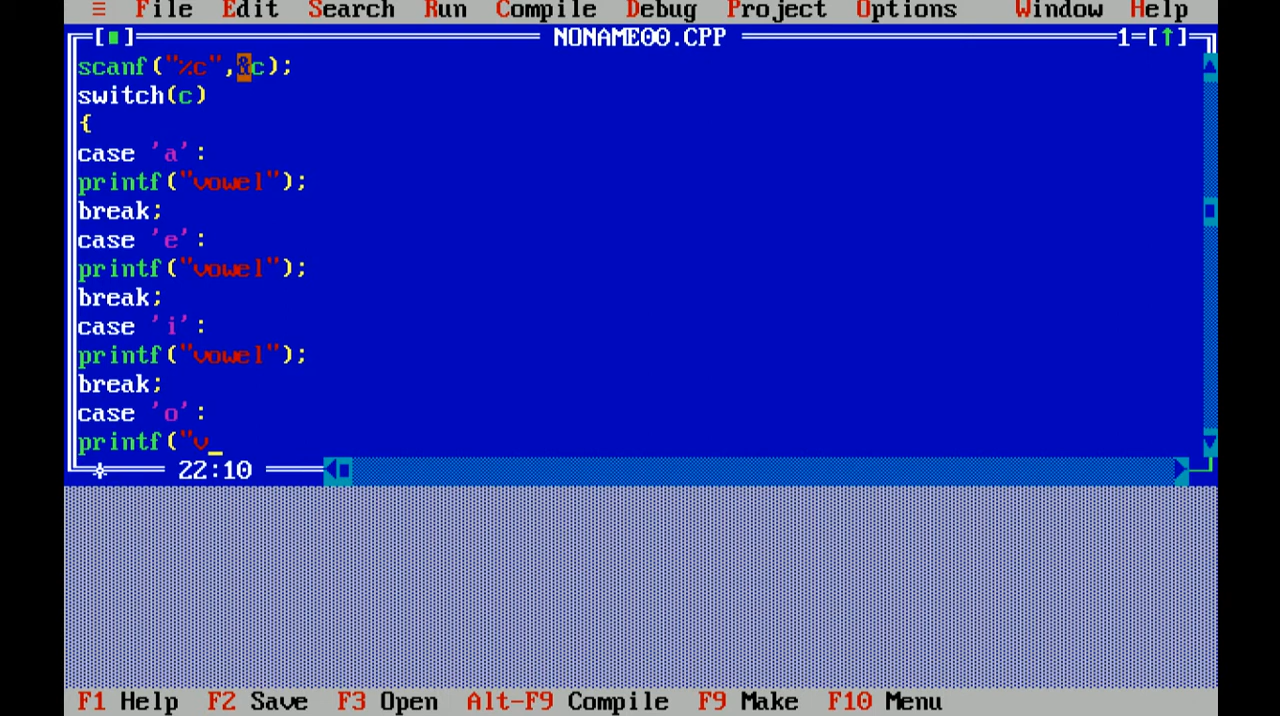 ≡ File Edit Search Run Compile Debug Project Options Window Help
[■] NONAME00.CPP 1=[↑]
scanf("%c",&c);
switch(c)
{
case 'a':
printf("vowel");
break;
case 'e':
printf("vowel");
break;
case 'i':
printf("vowel");
break;
case 'o':
printf("v_
22:10
F1 Help F2 Save F3 Open Alt-F9 Compile F9 Make F10 Menu